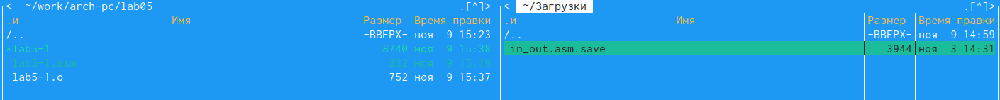 <─ ~/work/arch-pc/lab05 ─.[^]>
.и Имя Размер Время правки
/.. -ВВЕРХ- ноя 9 15:23
*lab5-1 8740 ноя 9 15:38
lab5-1.asm 332 ноя 9 15:19
lab5-1.o 752 ноя 9 15:37
<─ ~/Загрузки ─.[^]>
.и Имя Размер Время правки
/.. -ВВЕРХ- ноя 9 14:59
in_out.asm.save 3944 ноя 3 14:31